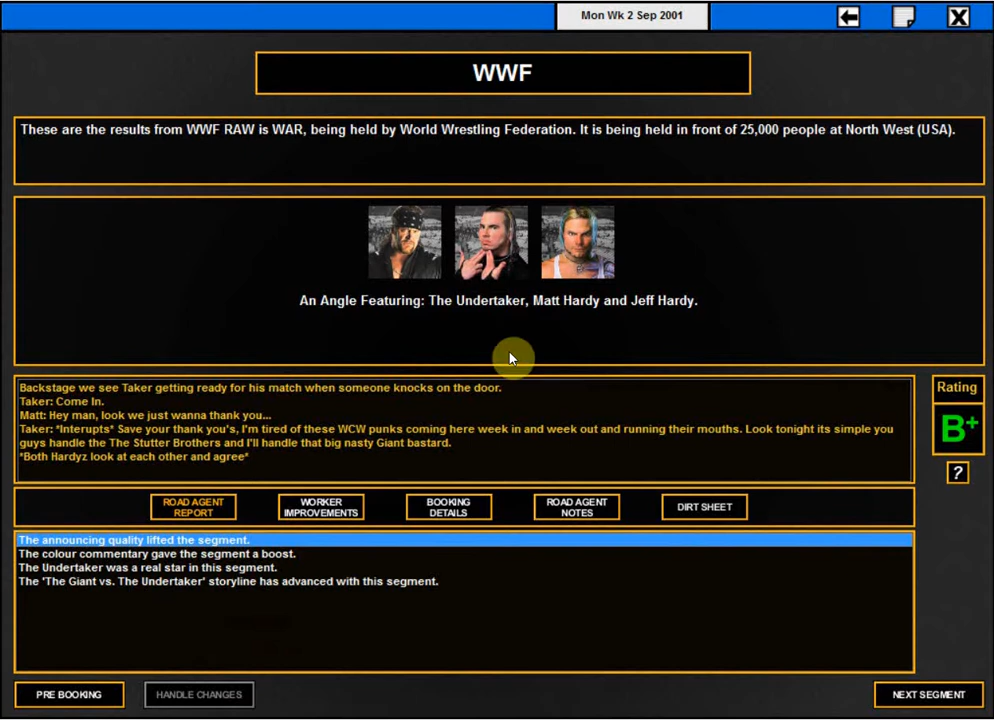 Mon Wk 2 Sep 2001
WWF
These are the results from WWF RAW is WAR, being held by World Wrestling Federation. It is being held in front of 25,000 people at North West (USA).
An Angle Featuring: The Undertaker, Matt Hardy and Jeff Hardy.
Backstage we see Taker getting ready for his match when someone knocks on the door.
Taker: Come In.
Matt: Hey man, look we just wanna thank you...
Taker: *Interupts* Save your thank you's, I'm tired of these WCW punks coming here week in and week out and running their mouths. Look tonight its simple you
guys handle the The Stutter Brothers and I'll handle that big nasty Giant bastard.
*Both Hardyz look at each other and agree*
Rating
B+
?
ROAD AGENT
REPORT
WORKER
IMPROVEMENTS
BOOKING
DETAILS
ROAD AGENT
NOTES
DIRT SHEET
The announcing quality lifted the segment.
The colour commentary gave the segment a boost.
The Undertaker was a real star in this segment.
The 'The Giant vs. The Undertaker' storyline has advanced with this segment.
PRE BOOKING
HANDLE CHANGES
NEXT SEGMENT